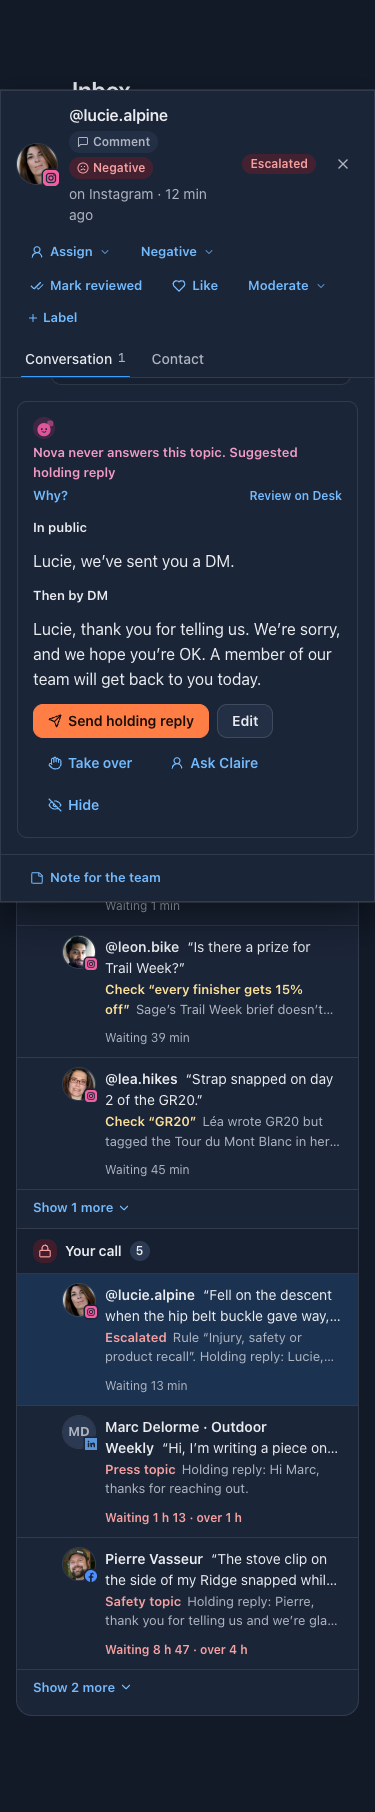 Inbox
@lucie.alpine
Comment
Negative
Escalated
on Instagram · 12 min
ago
Assign
Negative
Mark reviewed
Like
Moderate
+ Label
Conversation 1
Contact
Nova never answers this topic. Suggested
holding reply
Why?
Review on Desk
In public
Lucie, we’ve sent you a DM.
Then by DM
Lucie, thank you for telling us. We’re sorry,
and we hope you’re OK. A member of our
team will get back to you today.
Send holding reply
Edit
Take over
Ask Claire
Hide
Note for the team
Waiting 1 min
@leon.bike “Is there a prize for
Trail Week?”
Check “every finisher gets 15%
off” Sage’s Trail Week brief doesn’t…
Waiting 39 min
@lea.hikes “Strap snapped on day
2 of the GR20.”
Check “GR20” Léa wrote GR20 but
tagged the Tour du Mont Blanc in her…
Waiting 45 min
Show 1 more
Your call 5
@lucie.alpine “Fell on the descent
when the hip belt buckle gave way,…
Escalated Rule “Injury, safety or
product recall”. Holding reply: Lucie,…
Waiting 13 min
MD
Marc Delorme · Outdoor
Weekly “Hi, I’m writing a piece on…
Press topic Holding reply: Hi Marc,
thanks for reaching out.
Waiting 1 h 13 · over 1 h
Pierre Vasseur “The stove clip on
the side of my Ridge snapped whil…
Safety topic Holding reply: Pierre,
thank you for telling us and we’re gla…
Waiting 8 h 47 · over 4 h
Show 2 more